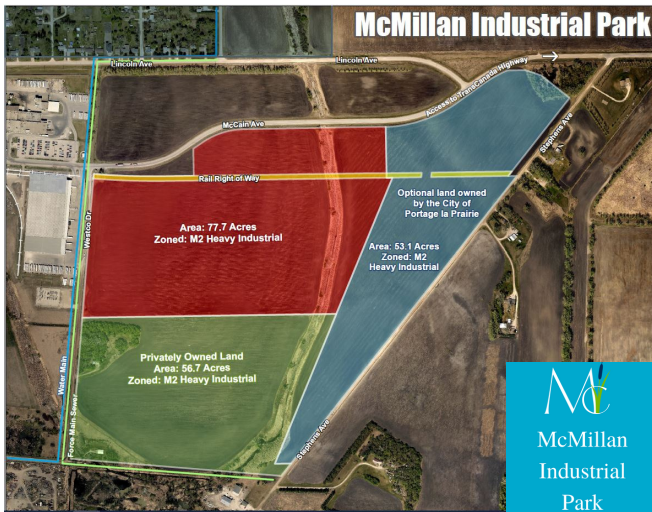 McMillan Industrial Park
Lincoln Ave
Lincoln Ave
Access to Transcanada Highway
McCain Ave
Stephens Ave
Rail Right of Way
Optional land owned
by the City of
Portage la Prairie
Westco Dr
Area: 77.7 Acres
Zoned: M2 Heavy Industrial
Area: 53.1 Acres
Zoned: M2
Heavy Industrial
Privately Owned Land
Area: 56.7 Acres
Zoned: M2 Heavy Industrial
Water Main
Force Main Sewer
Stephens Ave
Mc
McMillan
Industrial
Park